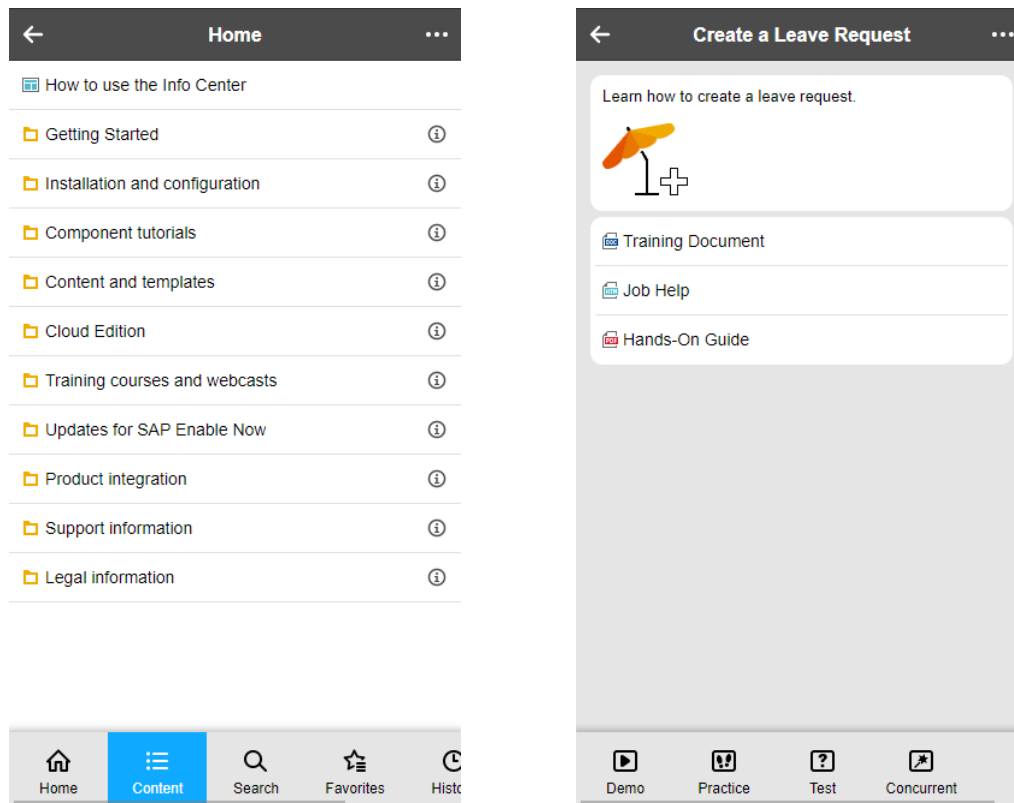 Home
How to use the Info Center
Getting Started
Installation and configuration
Component tutorials
Content and templates
Cloud Edition
Training courses and webcasts
Updates for SAP Enable Now
Product integration
Support information
Legal information
Home
Content
Search
Favorites
Histo
Create a Leave Request
Learn how to create a leave request.
Training Document
Job Help
Hands-On Guide
Demo
Practice
Test
Concurrent